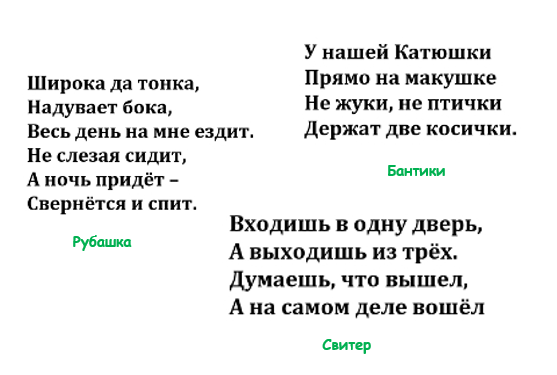 Широка да тонка,
Надувает бока,
Весь день на мне ездит.
Не слезая сидит,
А ночь придёт –
Свернётся и спит.
Рубашка
У нашей Катюшки
Прямо на макушке
Не жуки, не птички
Держат две косички.
Бантики
Входишь в одну дверь,
А выходишь из трёх.
Думаешь, что вышел,
А на самом деле вошёл
Свитер